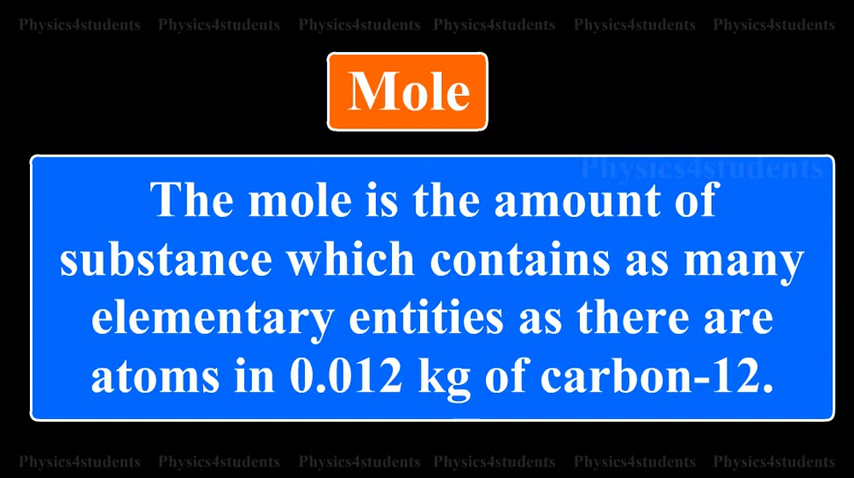 Physics4students Physics4students Physics4students Physics4students Physics4students Physics4students
Mole
Physics4students
The mole is the amount of
substance which contains as many
elementary entities as there are
atoms in 0.012 kg of carbon-12.
Physics4students Physics4students Physics4students Physics4students Physics4students Physics4students